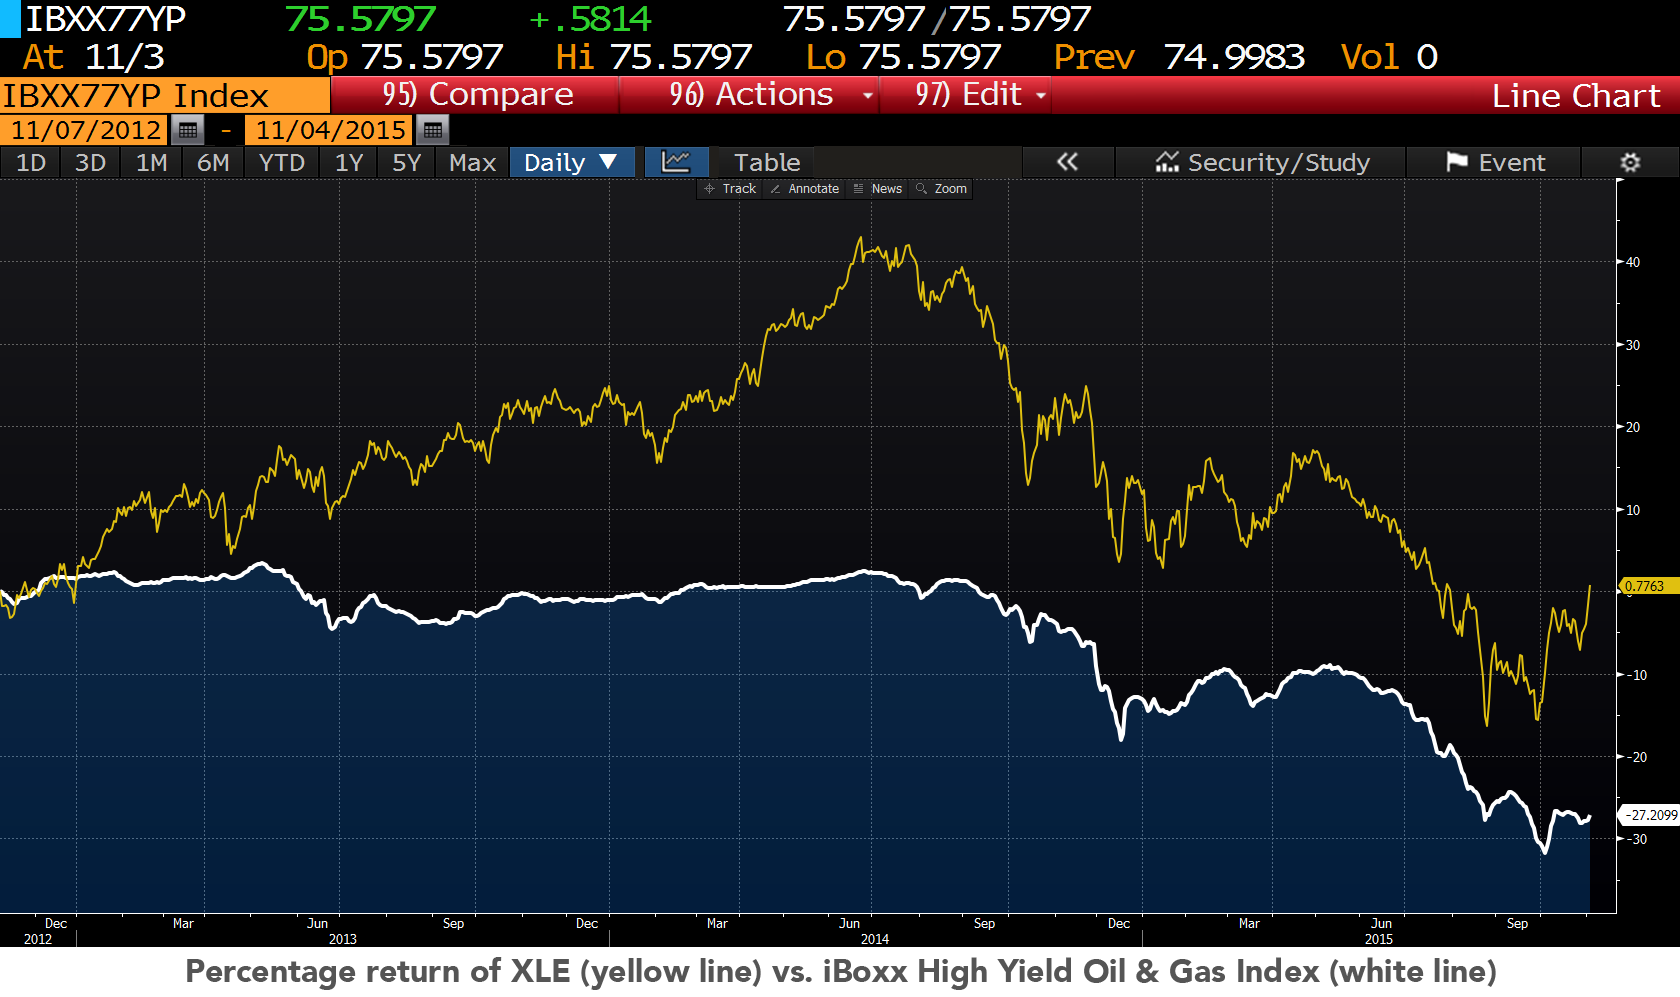 IBXX77YP 75.5797 +.5814 75.5797/75.5797
At 11/3 Op 75.5797 Hi 75.5797 Lo 75.5797 Prev 74.9983 Vol 0
IBXX77YP Index 95) Compare 96) Actions 97) Edit Line Chart
11/07/2012 - 11/04/2015
1D 3D 1M 6M YTD 1Y 5Y Max Daily ▼ Table « Security/Study Event
Track Annotate News Zoom
40
30
20
10
0.7763
0
-10
-20
-27.2099
-30
Dec Mar Jun Sep Dec Mar Jun Sep Dec Mar Jun Sep
2012 2013 2014 2015
Percentage return of XLE (yellow line) vs. iBoxx High Yield Oil & Gas Index (white line)